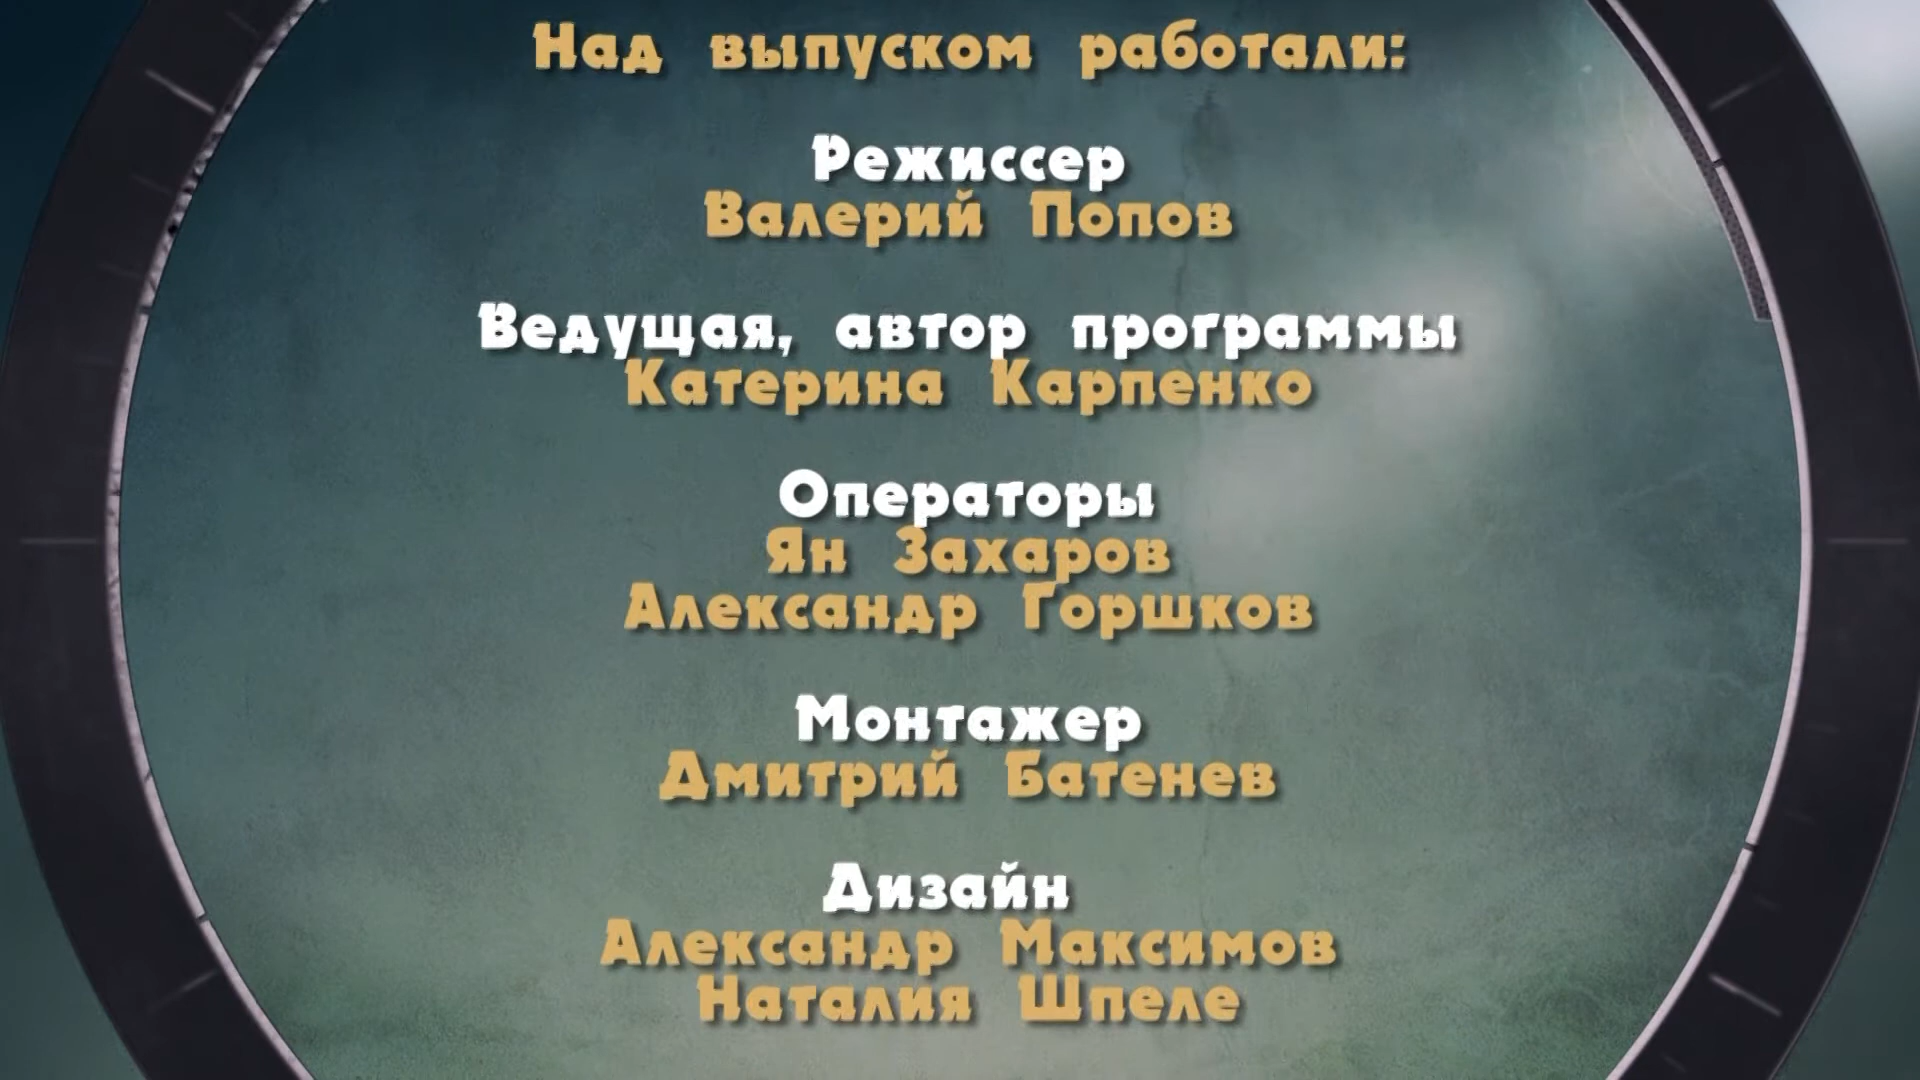 Над выпуском работали:
Режиссер
Валерий Попов
Ведущая, автор программы
Катерина Карпенко
Операторы
Ян Захаров
Александр Горшков
Монтажер
Дмитрий Батенев
Дизайн
Александр Максимов
Наталия Шпеле